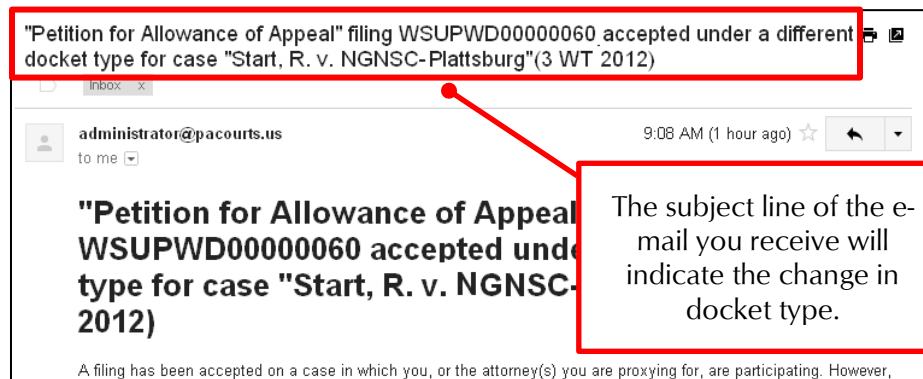 "Petition for Allowance of Appeal" filing WSUPWD00000060 accepted under a different
docket type for case "Start, R. v. NGNSC-Plattsburg"(3 WT 2012)
Inbox x
administrator@pacourts.us 9:08 AM (1 hour ago)
to me
"Petition for Allowance of Appeal
WSUPWD00000060 accepted unde
type for case "Start, R. v. NGNSC-
2012)
The subject line of the e-
mail you receive will
indicate the change in
docket type.
A filing has been accepted on a case in which you, or the attorney(s) you are proxying for, are participating. However,